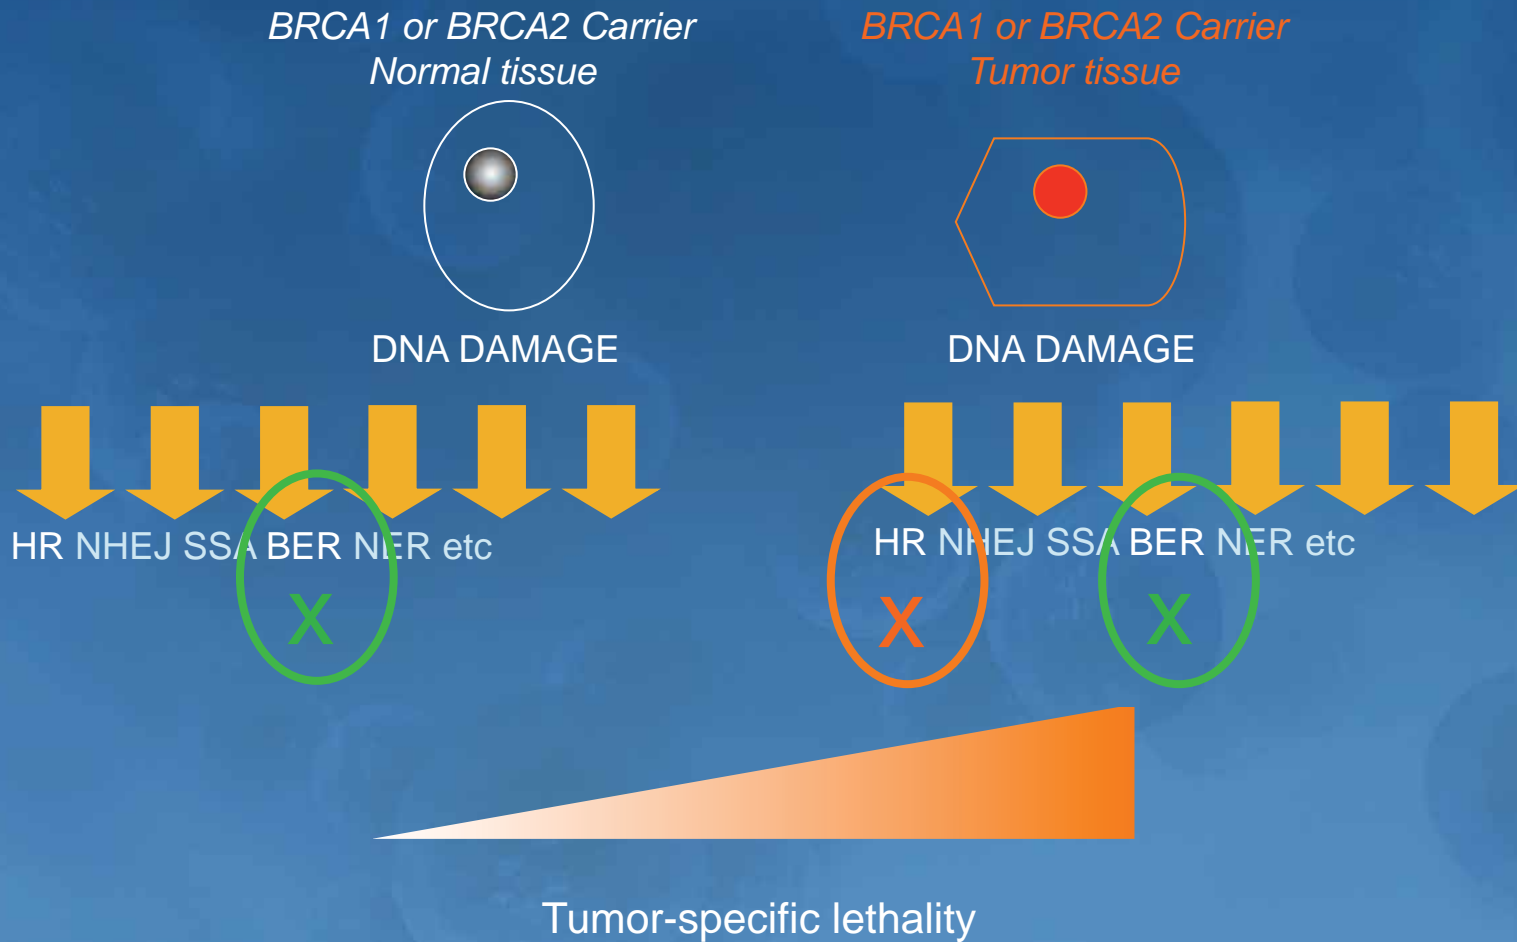 BRCA1 or BRCA2 Carrier
Normal tissue
BRCA1 or BRCA2 Carrier
Tumor tissue
DNA DAMAGE
DNA DAMAGE
HR NHEJ SSA BER NER etc
X
HR NHEJ SSA BER NER etc
X X
Tumor-specific lethality